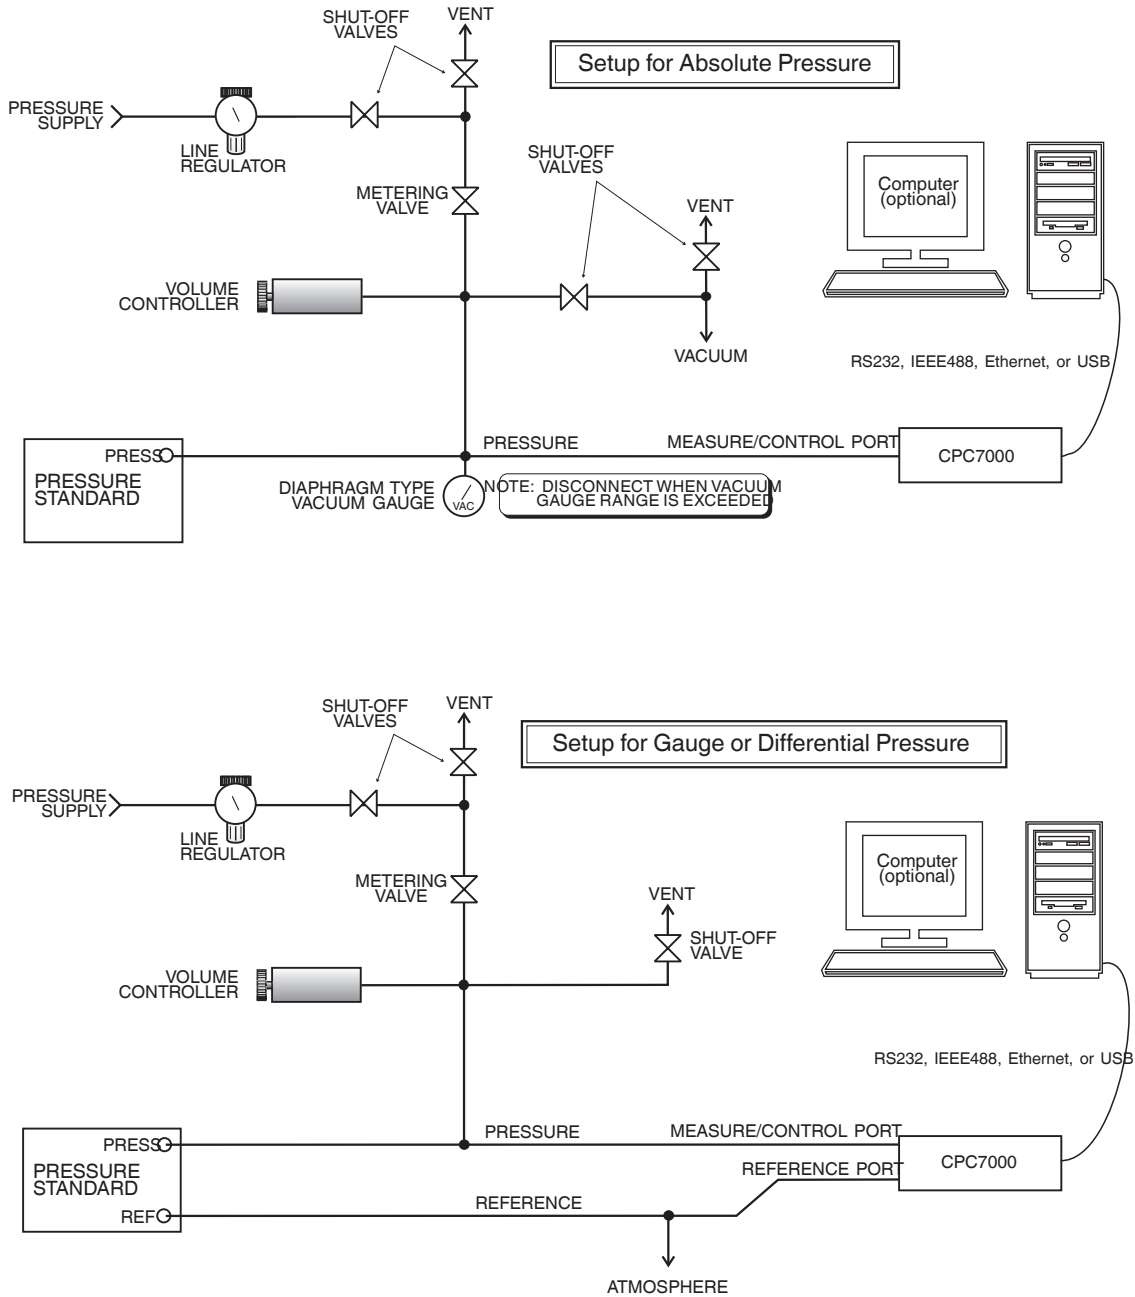 SHUT-OFF
VALVES
VENT
Setup for Absolute Pressure
PRESSURE
SUPPLY
LINE
REGULATOR
SHUT-OFF
VALVES
METERING
VALVE
VENT
Computer
(optional)
VOLUME
CONTROLLER
VACUUM
RS232, IEEE488, Ethernet, or USB
PRESS
PRESSURE
STANDARD
PRESSURE
MEASURE/CONTROL PORT
CPC7000
DIAPHRAGM TYPE
VACUUM GAUGE
VAC
NOTE: DISCONNECT WHEN VACUUM
GAUGE RANGE IS EXCEEDED
SHUT-OFF
VALVES
VENT
Setup for Gauge or Differential Pressure
PRESSURE
SUPPLY
LINE
REGULATOR
METERING
VALVE
VENT
SHUT-OFF
VALVE
Computer
(optional)
VOLUME
CONTROLLER
RS232, IEEE488, Ethernet, or USB
PRESS
PRESSURE
STANDARD
REF
PRESSURE
MEASURE/CONTROL PORT
REFERENCE PORT
CPC7000
REFERENCE
ATMOSPHERE